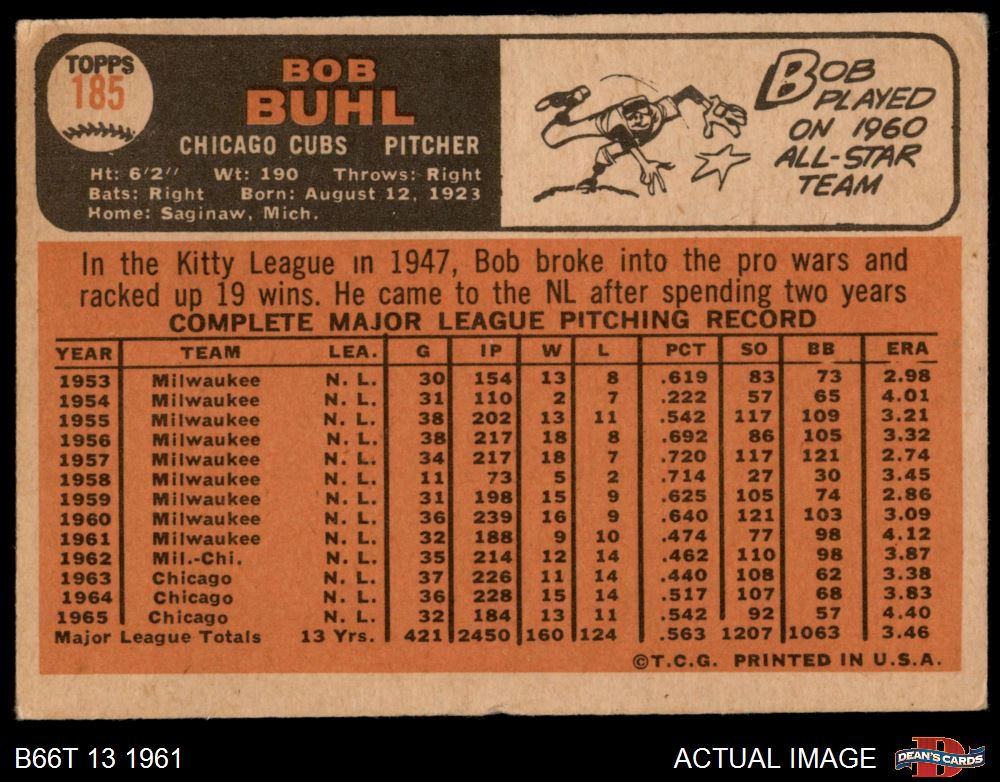 TOPPS
185
BOB
BUHL
CHICAGO CUBS PITCHER
Ht: 6'2" Wt: 190 Throws: Right
Bats: Right Born: August 12, 1923
Home: Saginaw, Mich.
BOB
PLAYED
ON 1960
ALL-STAR
TEAM
In the Kitty League in 1947, Bob broke into the pro wars and
racked up 19 wins. He came to the NL after spending two years
COMPLETE MAJOR LEAGUE PITCHING RECORD
YEAR TEAM LEA. G IP W L PCT SO BB ERA
1953 Milwaukee N. L. 30 154 13 8 .619 83 73 2.98
1954 Milwaukee N. L. 31 110 2 7 .222 57 65 4.01
1955 Milwaukee N. L. 38 202 13 11 .542 117 109 3.21
1956 Milwaukee N. L. 38 217 18 8 .692 86 105 3.32
1957 Milwaukee N. L. 34 217 18 7 .720 117 121 2.74
1958 Milwaukee N. L. 11 73 5 2 .714 27 30 3.45
1959 Milwaukee N. L. 31 198 15 9 .625 105 74 2.86
1960 Milwaukee N. L. 36 239 16 9 .640 121 103 3.09
1961 Milwaukee N. L. 32 188 9 10 .474 77 98 4.12
1962 Mil.-Chi. N. L. 35 214 12 14 .462 110 98 3.87
1963 Chicago N. L. 37 226 11 14 .440 108 62 3.38
1964 Chicago N. L. 36 228 15 14 .517 107 68 3.83
1965 Chicago N. L. 32 184 13 11 .542 92 57 4.40
Major League Totals 13 Yrs. 421 2450 160 124 .563 1207 1063 3.46
©T.C.G. PRINTED IN U.S.A.
B66T 13 1961
ACTUAL IMAGE
D
DEAN'S CARDS